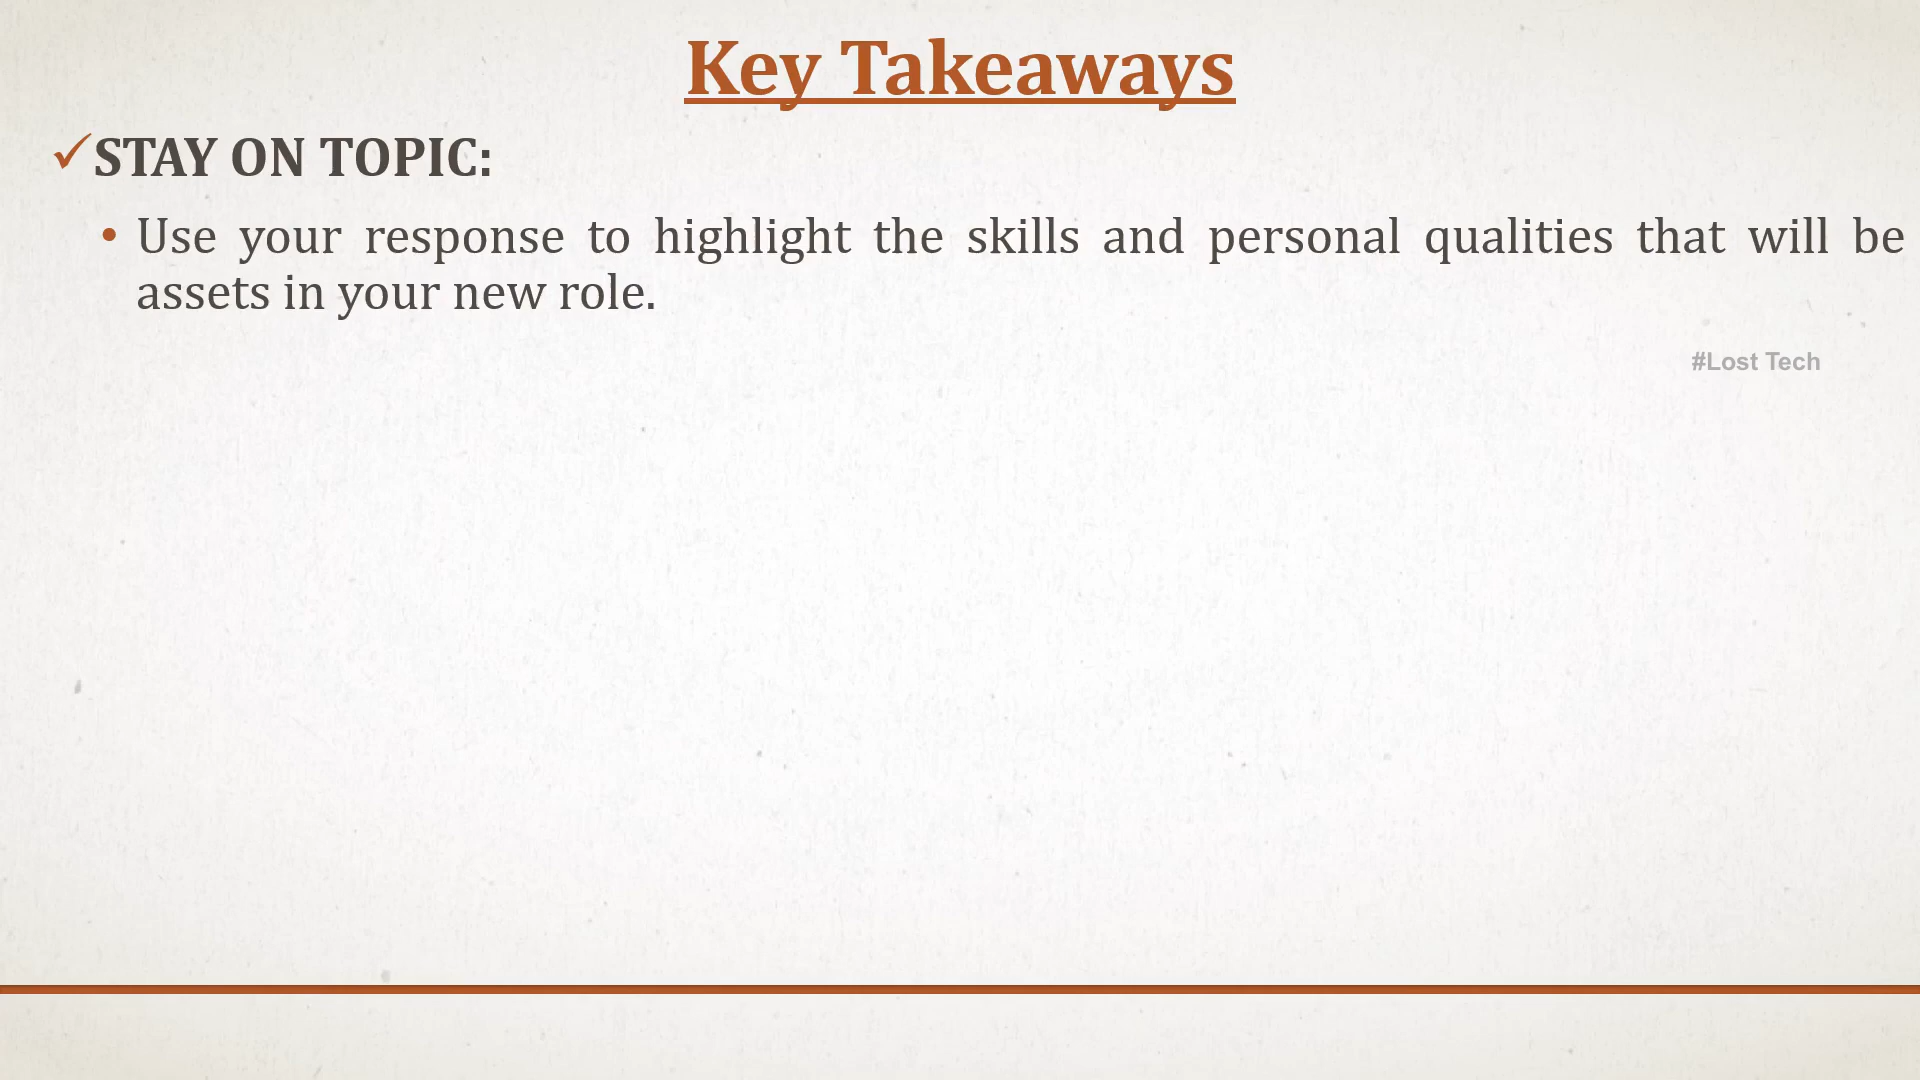 Key Takeaways
✓STAY ON TOPIC:
• Use your response to highlight the skills and personal qualities that will be
assets in your new role.
#Lost Tech